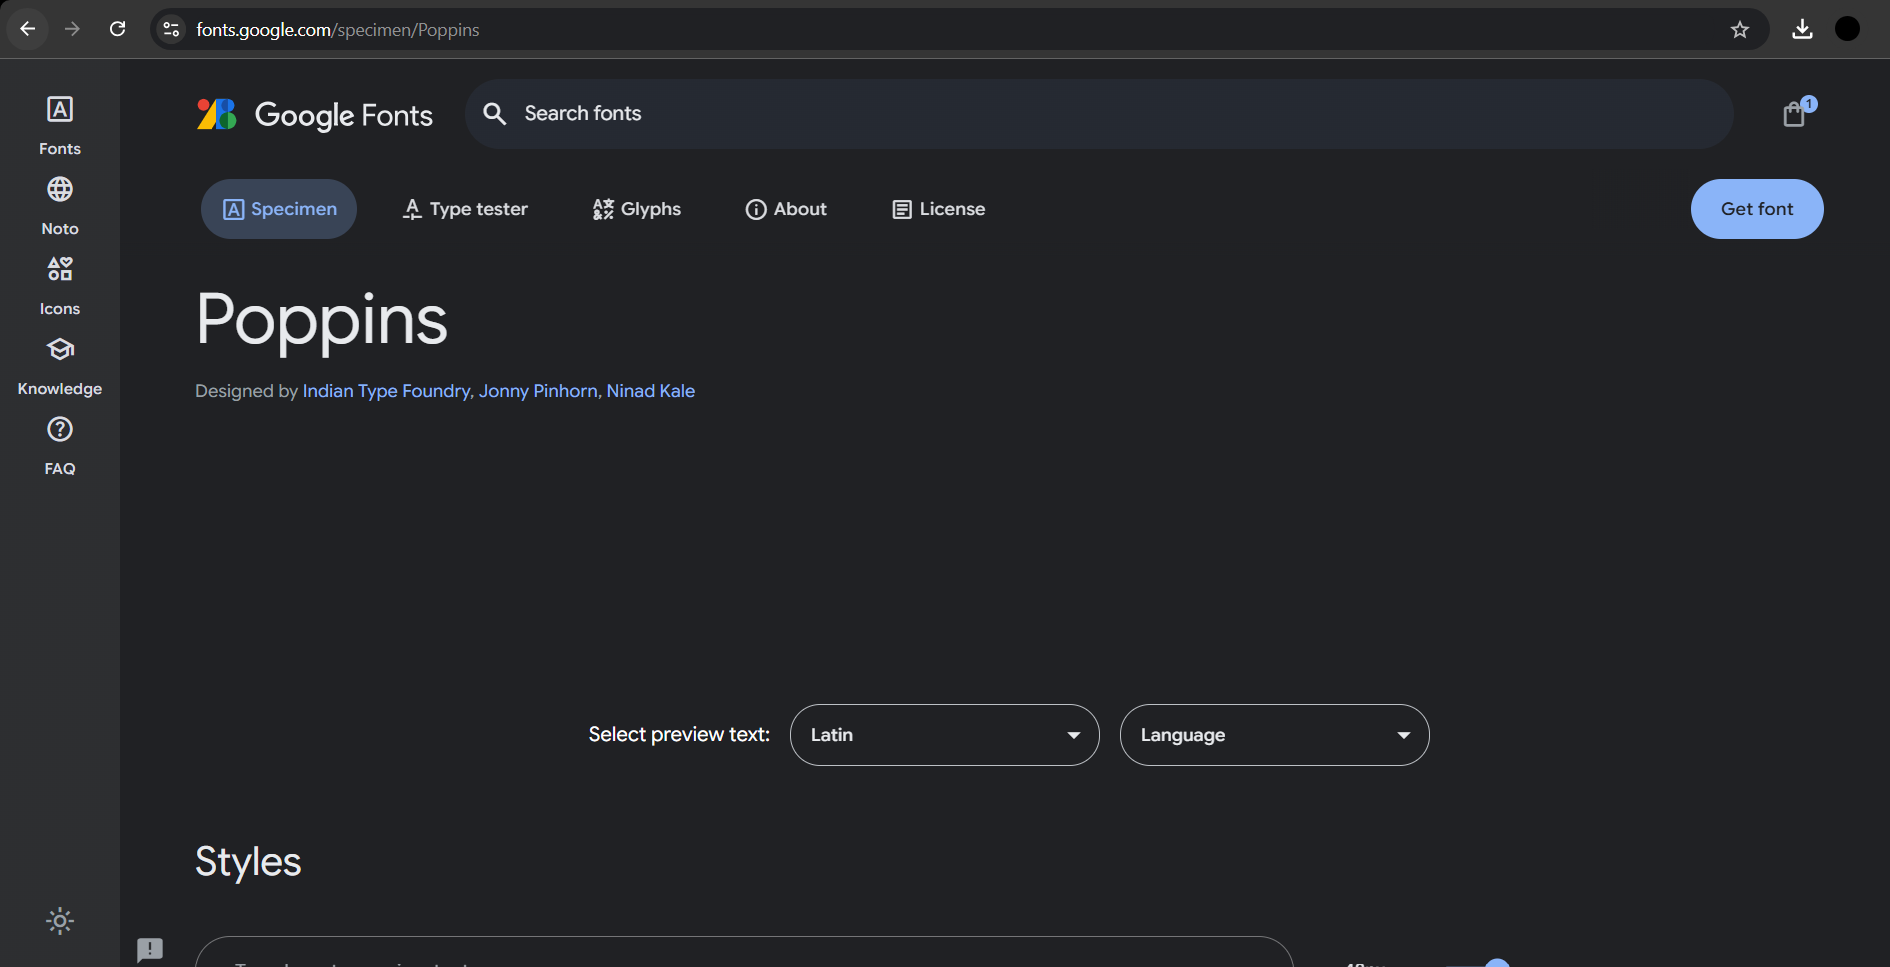 fonts.google.com/specimen/Poppins
Fonts
Noto
Icons
Knowledge
FAQ
Google Fonts
Search fonts
1
Specimen
Type tester
Glyphs
About
License
Get font
Poppins
Designed by Indian Type Foundry, Jonny Pinhorn, Ninad Kale
Select preview text:
Latin
Language
Styles